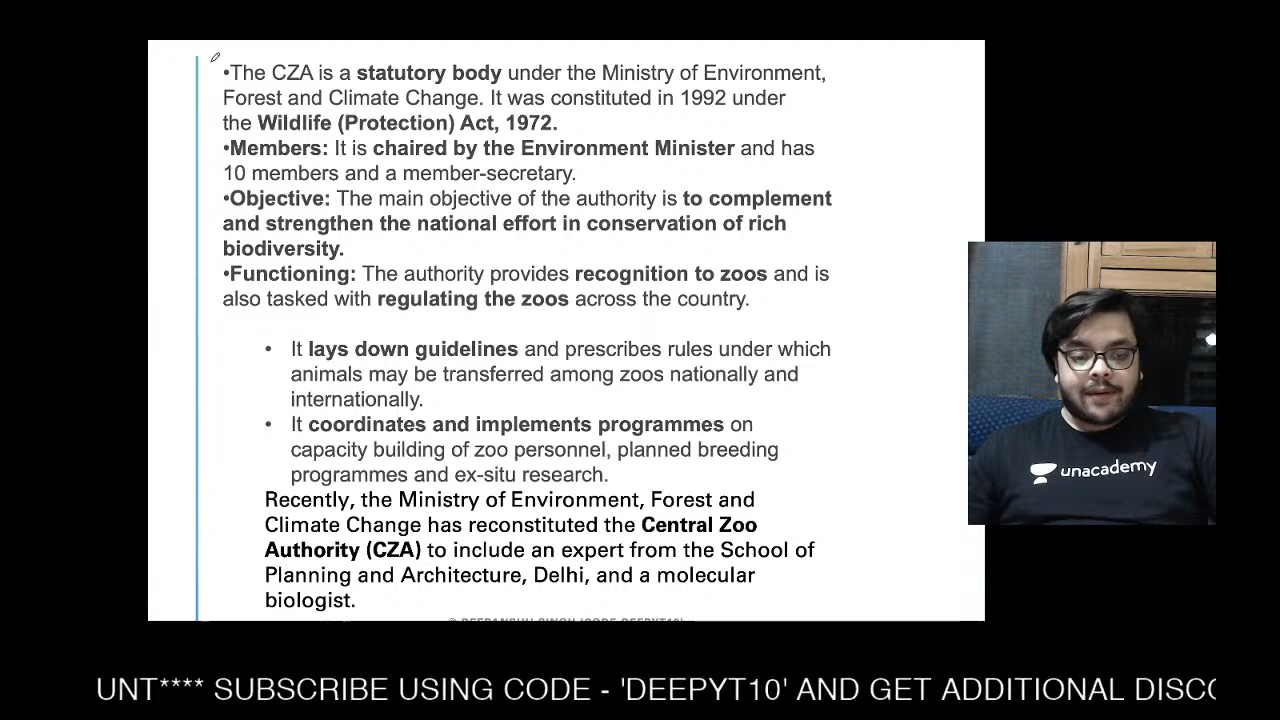 •The CZA is a statutory body under the Ministry of Environment,
Forest and Climate Change. It was constituted in 1992 under
the Wildlife (Protection) Act, 1972.
•Members: It is chaired by the Environment Minister and has
10 members and a member-secretary.
•Objective: The main objective of the authority is to complement
and strengthen the national effort in conservation of rich
biodiversity.
•Functioning: The authority provides recognition to zoos and is
also tasked with regulating the zoos across the country.
• It lays down guidelines and prescribes rules under which
animals may be transferred among zoos nationally and
internationally.
• It coordinates and implements programmes on
capacity building of zoo personnel, planned breeding
programmes and ex-situ research.
Recently, the Ministry of Environment, Forest and
Climate Change has reconstituted the Central Zoo
Authority (CZA) to include an expert from the School of
Planning and Architecture, Delhi, and a molecular
biologist.
© DEEPANSHU SINGH (CODE DEEPYT10)
unacademy
UNT**** SUBSCRIBE USING CODE - 'DEEPYT10' AND GET ADDITIONAL DISCO